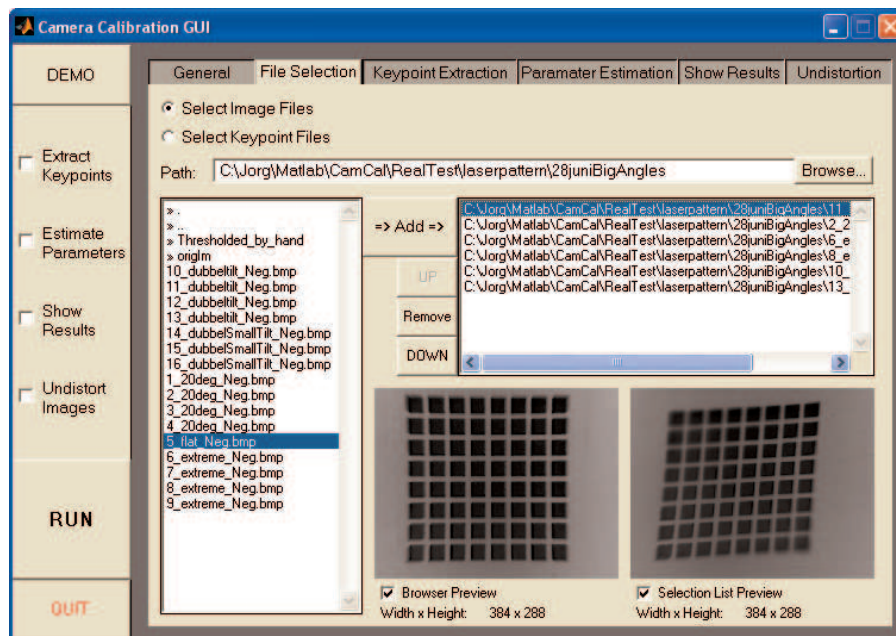 Camera Calibration GUI
DEMO
General File Selection Keypoint Extraction Paramater Estimation Show Results Undistortion
Select Image Files
Select Keypoint Files
Path: C:\Jorg\Matlab\CamCal\RealTest\laserpattern\28juniBigAngles Browse...
Extract
Keypoints
Estimate
Parameters
Show
Results
Undistort
Images
RUN
QUIT
> .
> ..
> Thresholded_by_hand
> origIm
10_dubbeltilt_Neg.bmp
11_dubbeltilt_Neg.bmp
12_dubbeltilt_Neg.bmp
13_dubbeltilt_Neg.bmp
14_dubbelSmallTilt_Neg.bmp
15_dubbelSmallTilt_Neg.bmp
16_dubbelSmallTilt_Neg.bmp
1_20deg_Neg.bmp
2_20deg_Neg.bmp
3_20deg_Neg.bmp
4_20deg_Neg.bmp
5_flat_Neg.bmp
6_extreme_Neg.bmp
7_extreme_Neg.bmp
8_extreme_Neg.bmp
9_extreme_Neg.bmp
=> Add =>
UP
Remove
DOWN
C:\Jorg\Matlab\CamCal\RealTest\laserpattern\28juniBigAngles\11_
C:\Jorg\Matlab\CamCal\RealTest\laserpattern\28juniBigAngles\2_2
C:\Jorg\Matlab\CamCal\RealTest\laserpattern\28juniBigAngles\6_e
C:\Jorg\Matlab\CamCal\RealTest\laserpattern\28juniBigAngles\8_e
C:\Jorg\Matlab\CamCal\RealTest\laserpattern\28juniBigAngles\10_
C:\Jorg\Matlab\CamCal\RealTest\laserpattern\28juniBigAngles\13_
Browser Preview
Width x Height: 384 x 288
Selection List Preview
Width x Height: 384 x 288